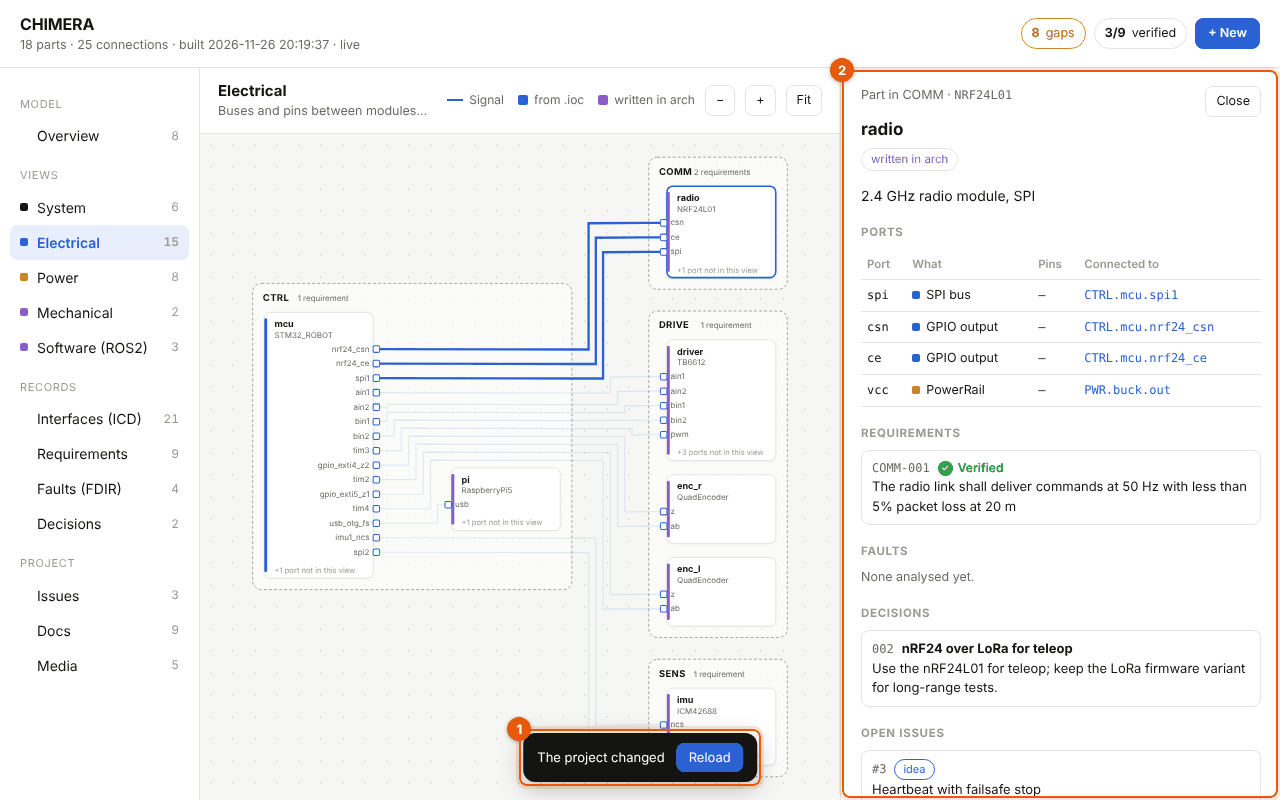 CHIMERA
18 parts · 25 connections · built 2026-11-26 20:19:37 · live
8 gaps
3/9 verified
+ New
MODEL
Overview 8
VIEWS
System 6
Electrical 15
Power 8
Mechanical 2
Software (ROS2) 3
RECORDS
Interfaces (ICD) 21
Requirements 9
Faults (FDIR) 4
Decisions 2
PROJECT
Issues 3
Docs 9
Media 5
Electrical
Buses and pins between modules...
Signal
from .ioc
written in arch
−
+
Fit
COMM 2 requirements
radio
NRF24L01
csn
ce
spi
+1 port not in this view
CTRL 1 requirement
mcu
STM32_ROBOT
nrf24_csn
nrf24_ce
spi1
ain1
ain2
bin1
bin2
tim3
gpio_exti4_z2
tim2
gpio_exti5_z1
tim4
usb_otg_fs
imu1_ncs
spi2
+1 port not in this view
pi
RaspberryPi5
usb
+1 port not in this view
DRIVE 1 requirement
driver
TB6612
ain1
ain2
bin1
bin2
pwm
+3 ports not in this view
enc_r
QuadEncoder
z
ab
enc_l
QuadEncoder
z
ab
SENS 1 requirement
imu
ICM42688
ncs
1
The project changed
Reload
2
Part in COMM · NRF24L01
Close
radio
written in arch
2.4 GHz radio module, SPI
PORTS
Port What Pins Connected to
spi SPI bus — CTRL.mcu.spi1
csn GPIO output — CTRL.mcu.nrf24_csn
ce GPIO output — CTRL.mcu.nrf24_ce
vcc PowerRail — PWR.buck.out
REQUIREMENTS
COMM-001 Verified
The radio link shall deliver commands at 50 Hz with less than
5% packet loss at 20 m
FAULTS
None analysed yet.
DECISIONS
002 nRF24 over LoRa for teleop
Use the nRF24L01 for teleop; keep the LoRa firmware variant
for long-range tests.
OPEN ISSUES
#3 idea
Heartbeat with failsafe stop